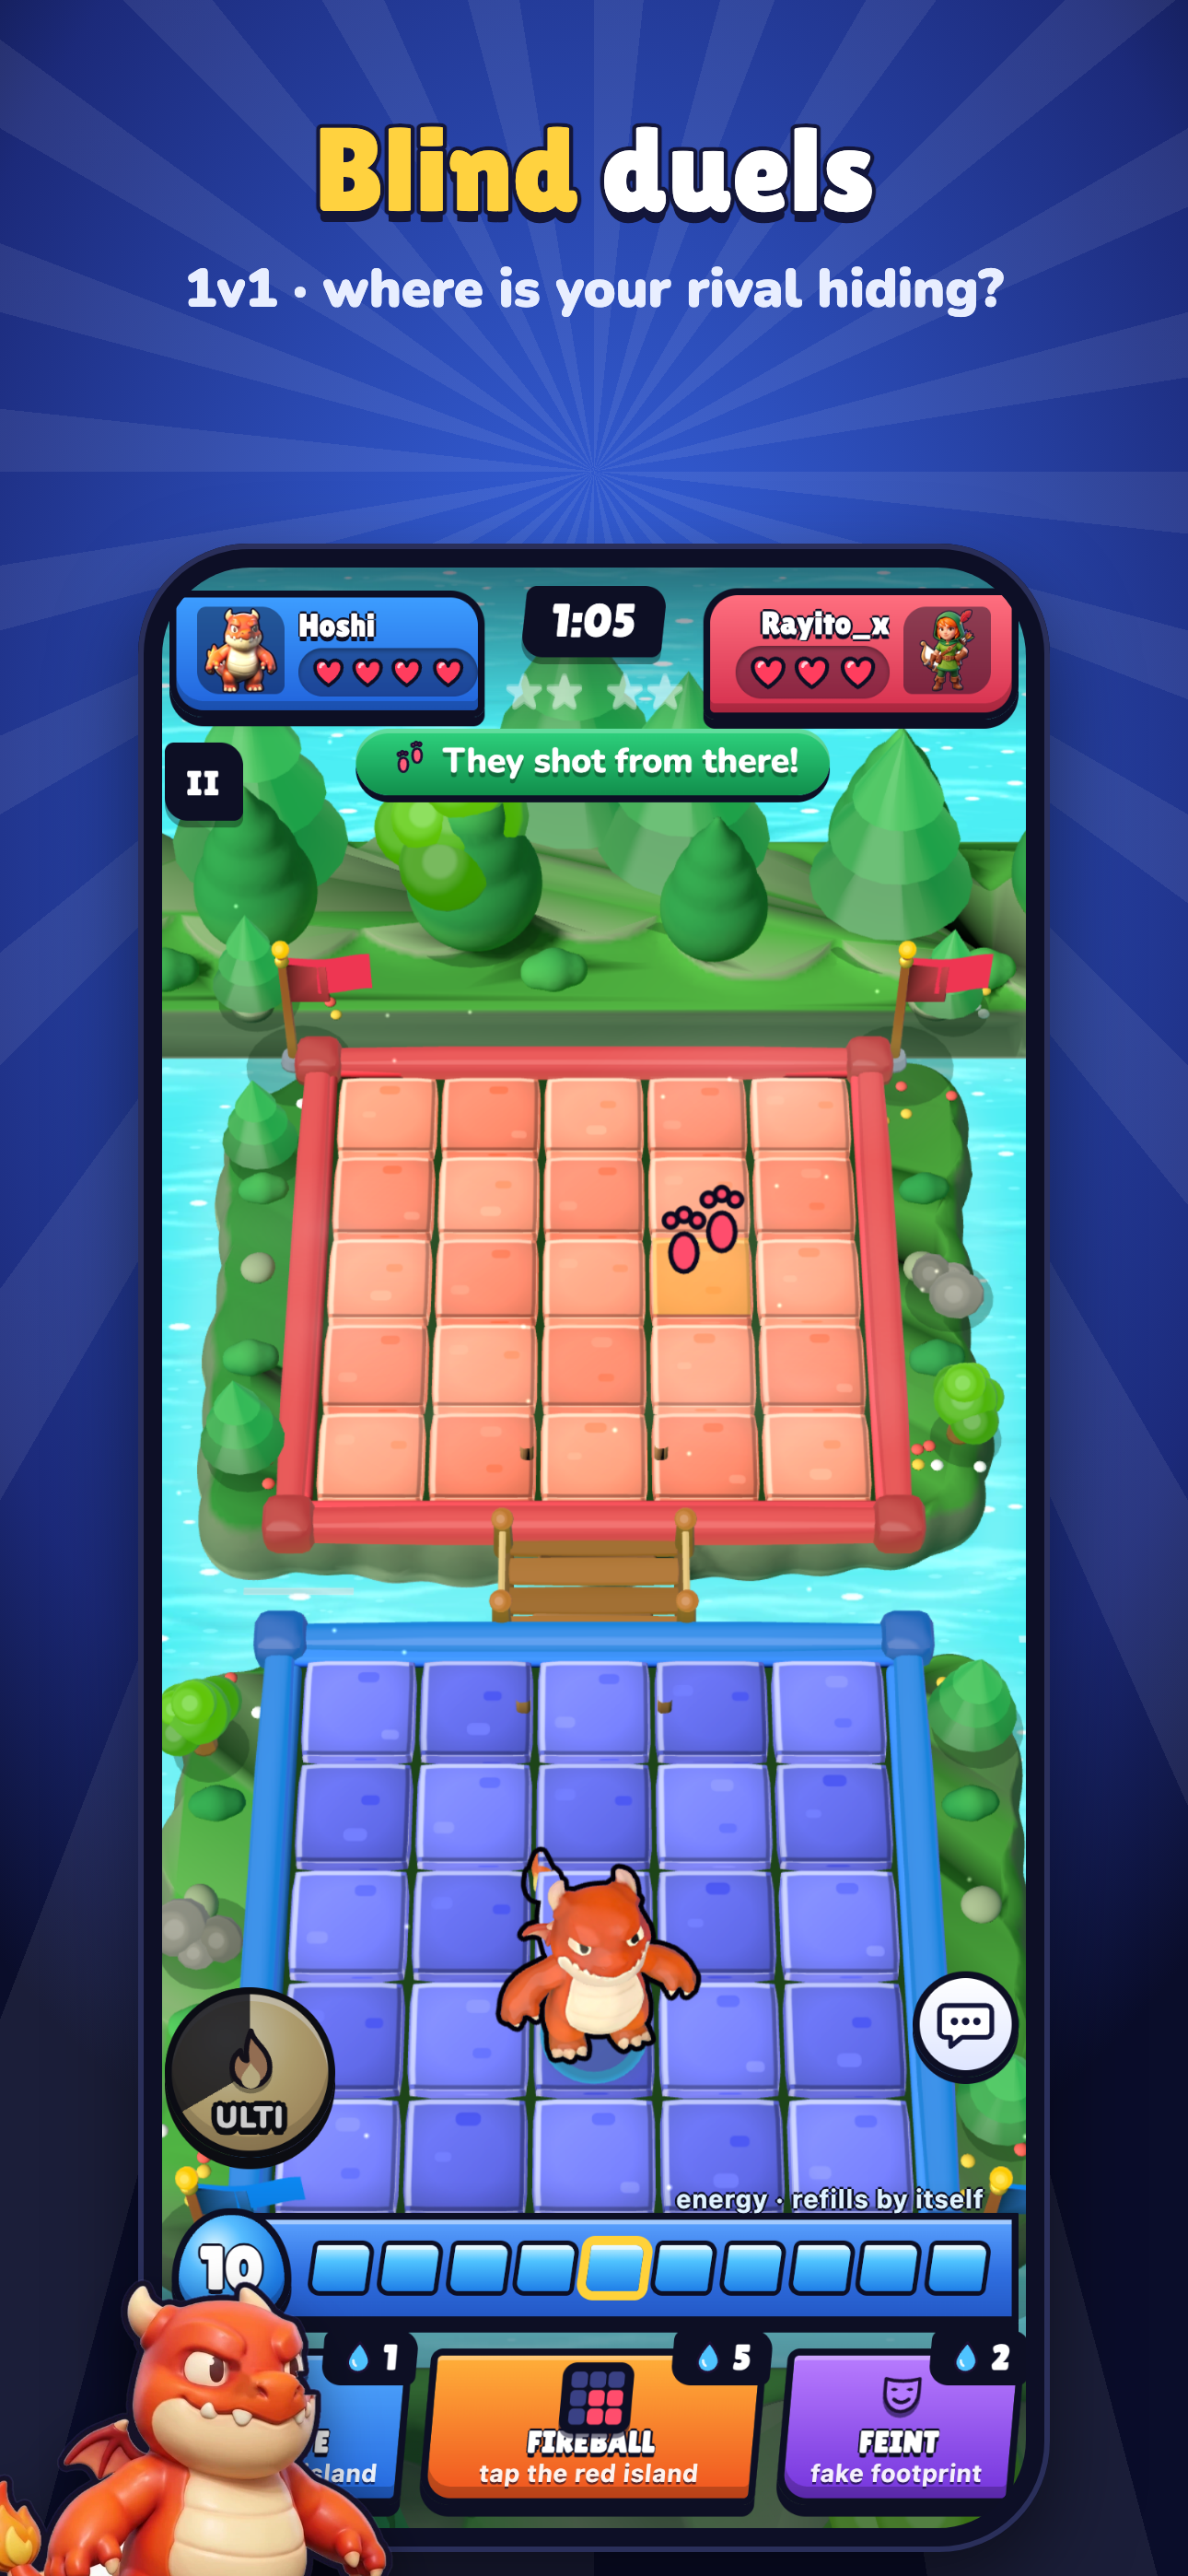 Blind duels
1v1 · where is your rival hiding?
Hoshi
1:05
Rayito_x
II
They shot from there!
ULTI
energy · refills by itself
10
1
5
2
FIREBALL
FEINT
tap the red island
fake footprint